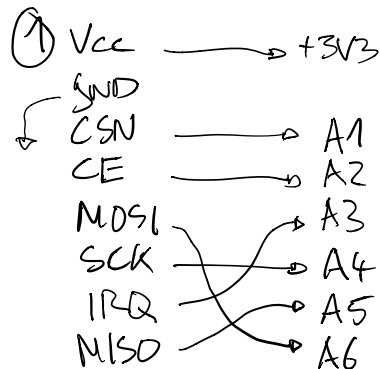 1 Vcc → +3V3
GND
CSN → A1
CE → A2
MOSI A3
SCK → A4
IRQ A5
MISO A6